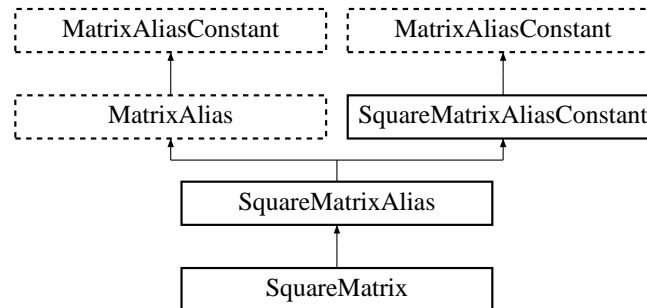 MatrixAliasConstant
MatrixAliasConstant
MatrixAlias
SquareMatrixAliasConstant
SquareMatrixAlias
SquareMatrix